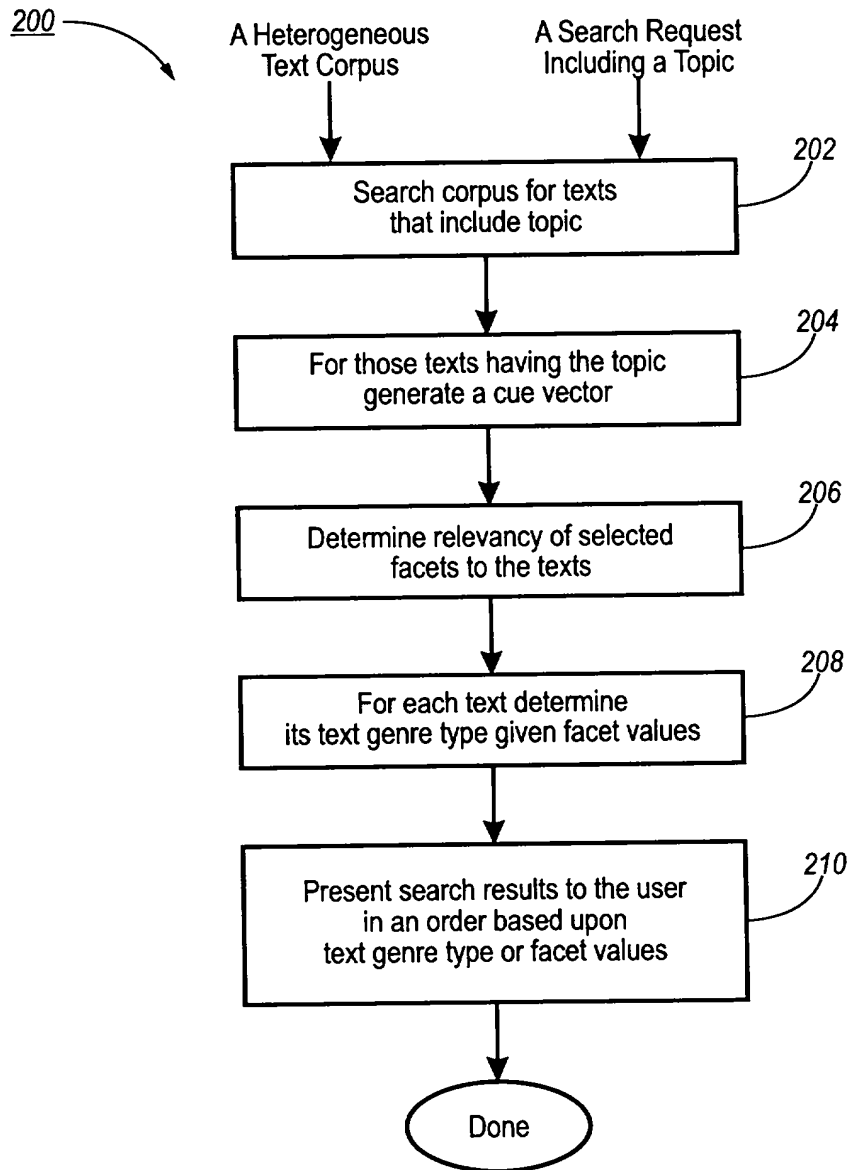 200
A Heterogeneous
Text Corpus
A Search Request
Including a Topic
202
Search corpus for texts
that include topic
204
For those texts having the topic
generate a cue vector
206
Determine relevancy of selected
facets to the texts
208
For each text determine
its text genre type given facet values
210
Present search results to the user
in an order based upon
text genre type or facet values
Done